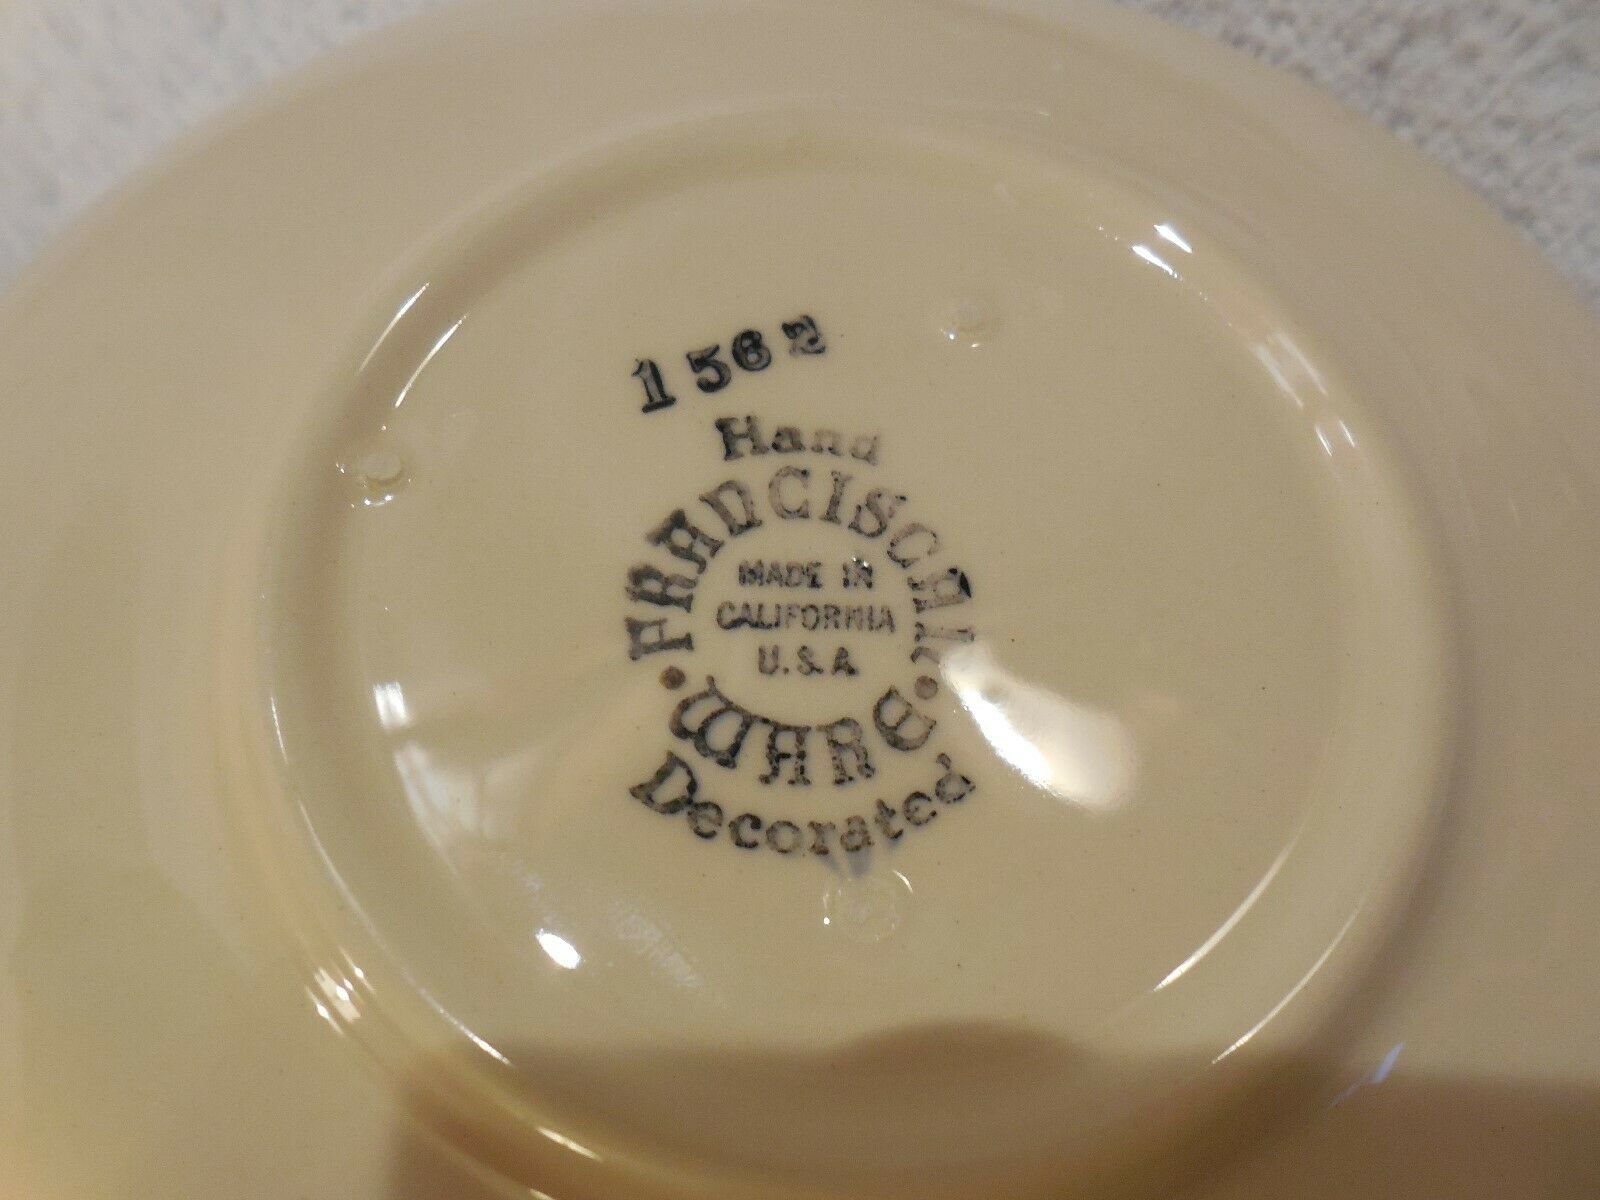 1562
Hand
FRANCISCAN
MADE IN
CALIFORNIA
U.S.A.
• WARE •
Decorated